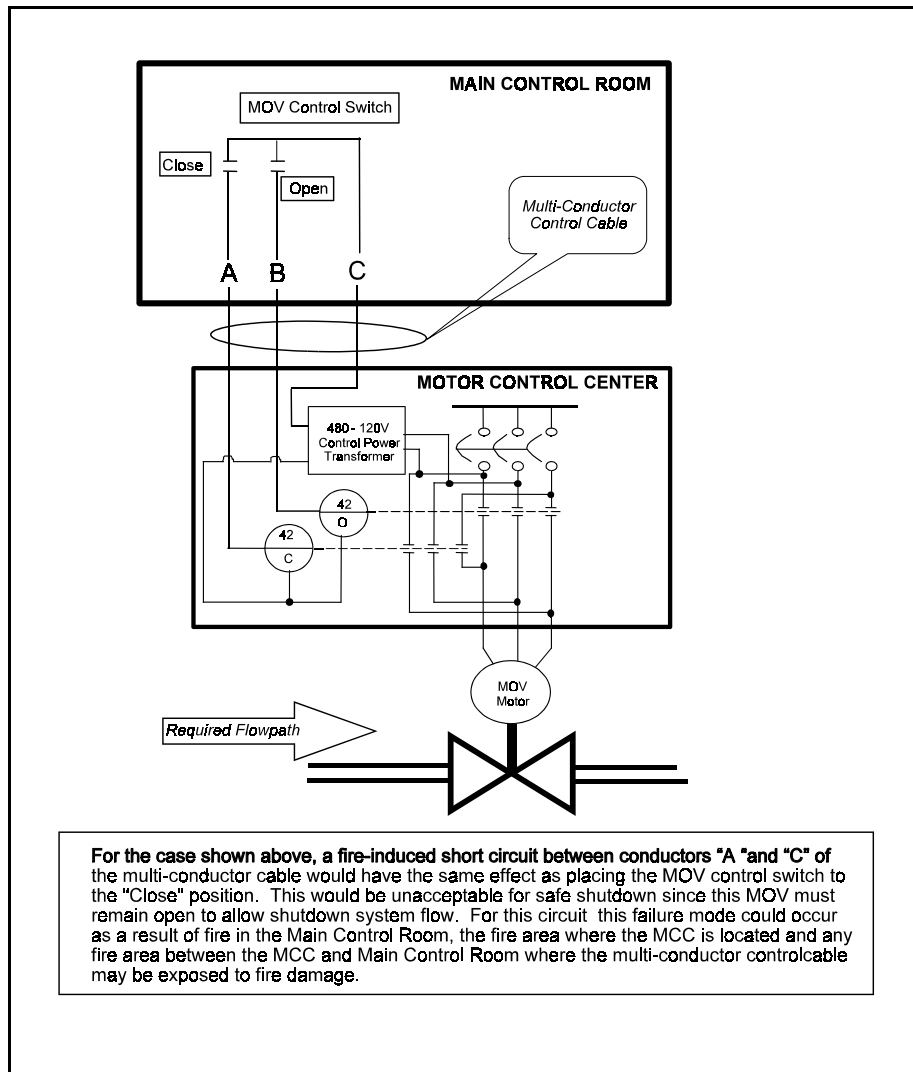 MAIN CONTROL ROOM
MOV Control Switch
Close
Open
Multi-Conductor
Control Cable
A B C
MOTOR CONTROL CENTER
480 - 120V
Control Power
Transformer
42
O
42
C
MOV
Motor
Required Flowpath
For the case shown above, a fire-induced short circuit between conductors "A "and "C" of
the multi-conductor cable would have the same effect as placing the MOV control switch to
the "Close" position. This would be unacceptable for safe shutdown since this MOV must
remain open to allow shutdown system flow. For this circuit this failure mode could occur
as a result of fire in the Main Control Room, the fire area where the MCC is located and any
fire area between the MCC and Main Control Room where the multi-conductor controlcable
may be exposed to fire damage.